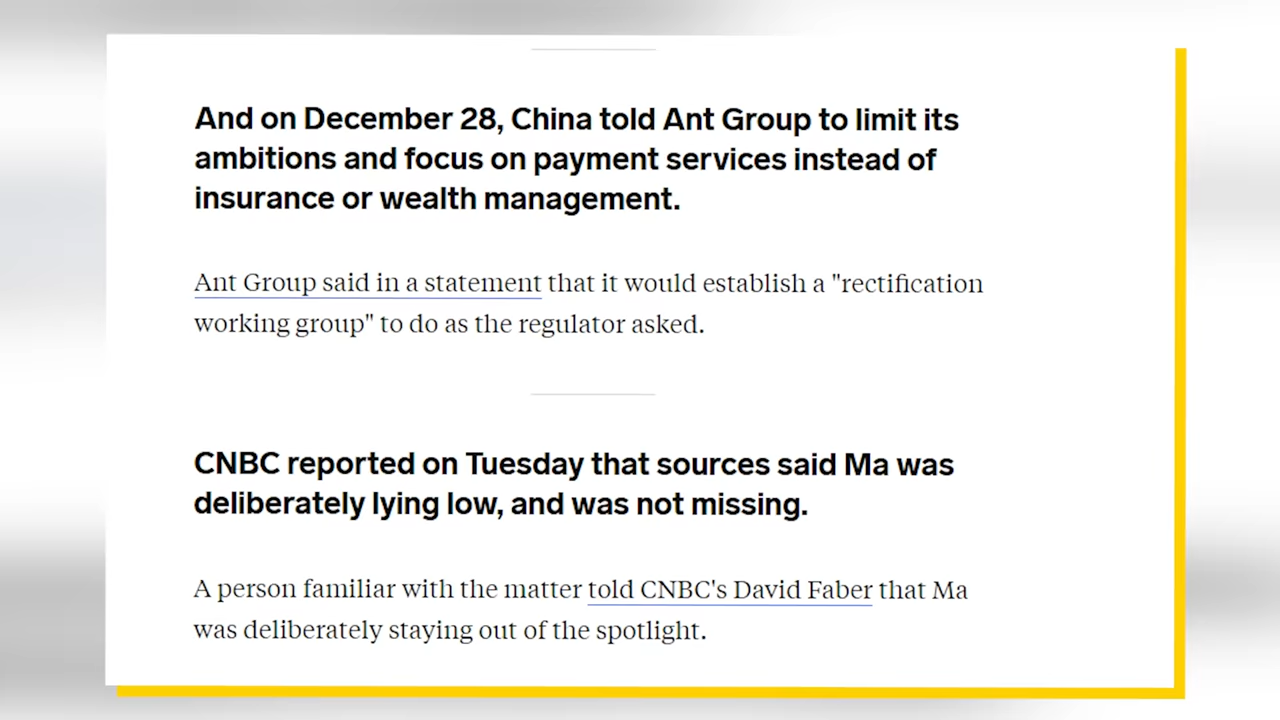 And on December 28, China told Ant Group to limit its
ambitions and focus on payment services instead of
insurance or wealth management.
Ant Group said in a statement that it would establish a "rectification
working group" to do as the regulator asked.
CNBC reported on Tuesday that sources said Ma was
deliberately lying low, and was not missing.
A person familiar with the matter told CNBC's David Faber that Ma
was deliberately staying out of the spotlight.